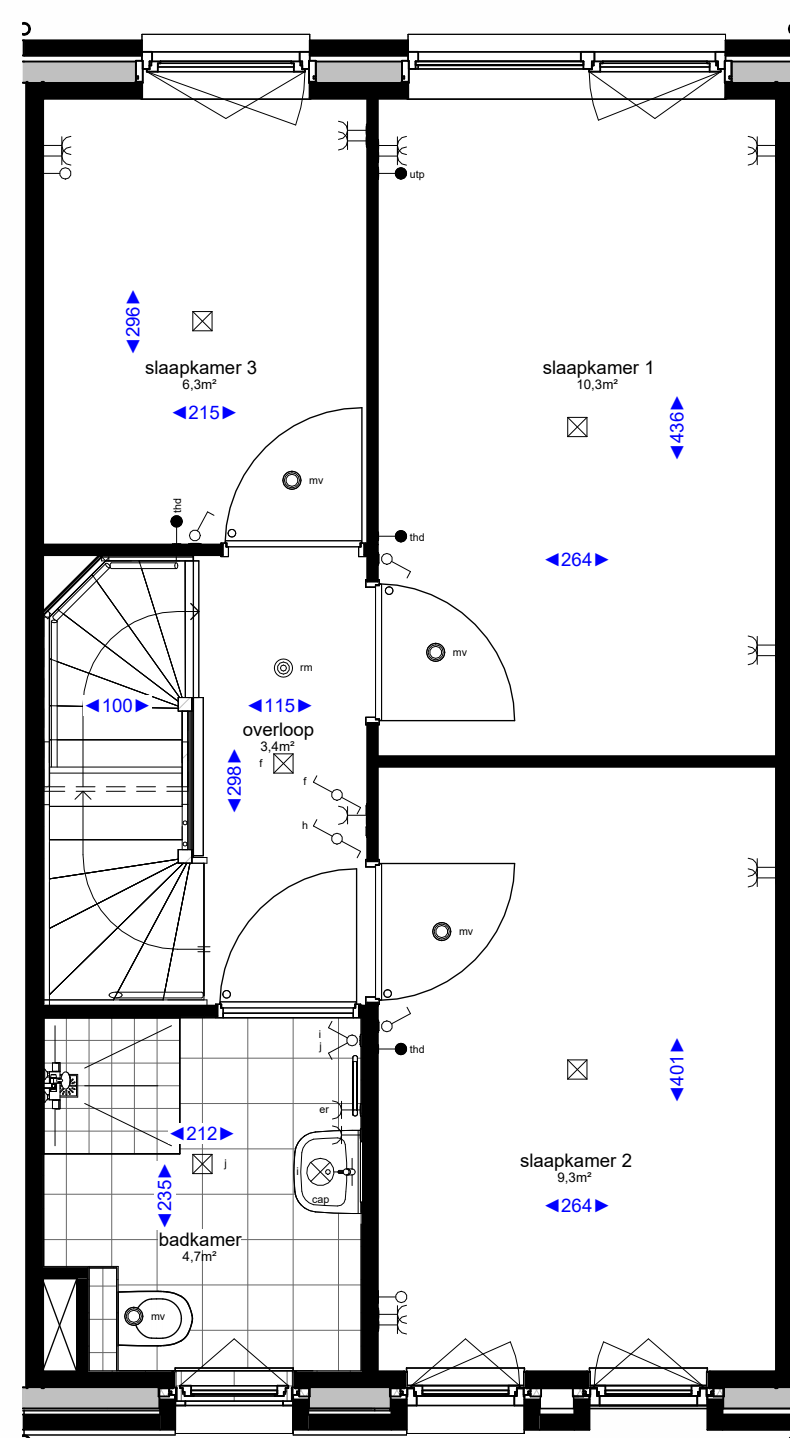 utp
296
slaapkamer 3
6,3m²
215
slaapkamer 1
10,3m²
436
mv
thd
thd
264
mv
rm
100
115
overloop
3,4m²
f
298
f
h
mv
i
j
thd
401
er
212
j
235
i
cap
slaapkamer 2
9,3m²
264
badkamer
4,7m²
mv